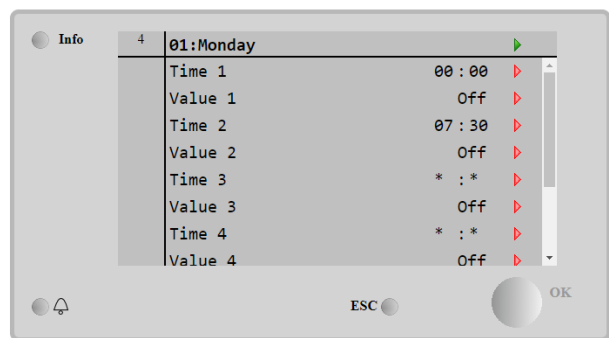 Info
4 01:Monday
Time 1 00:00
Value 1 Off
Time 2 07:30
Value 2 Off
Time 3 * :*
Value 3 Off
Time 4 * :*
Value 4 Off
ESC OK